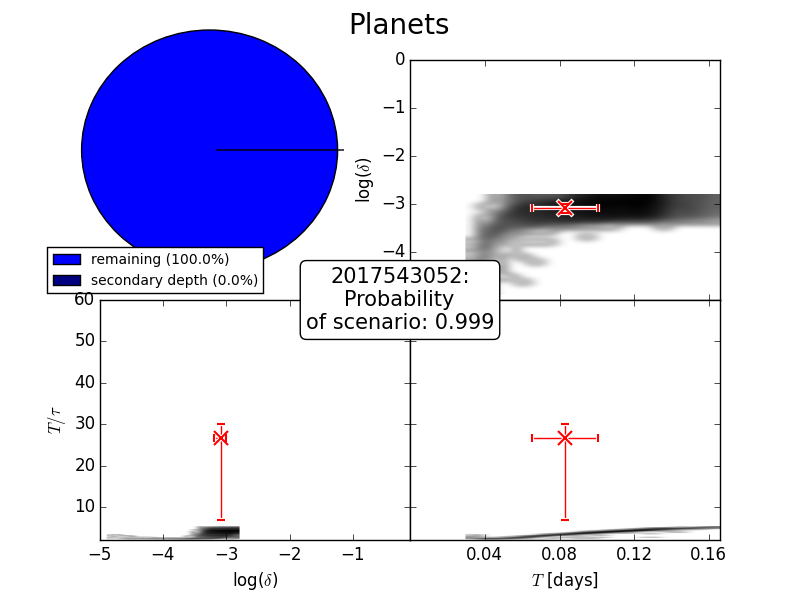 Planets
remaining (100.0%)
secondary depth (0.0%)
0
−1
−2
−3
−4
log(δ)
2017543052:
Probability
of scenario: 0.999
60
50
40
30
20
10
T/τ
−5
−4
−3
−2
−1
log(δ)
0.04
0.08
0.12
0.16
T [days]